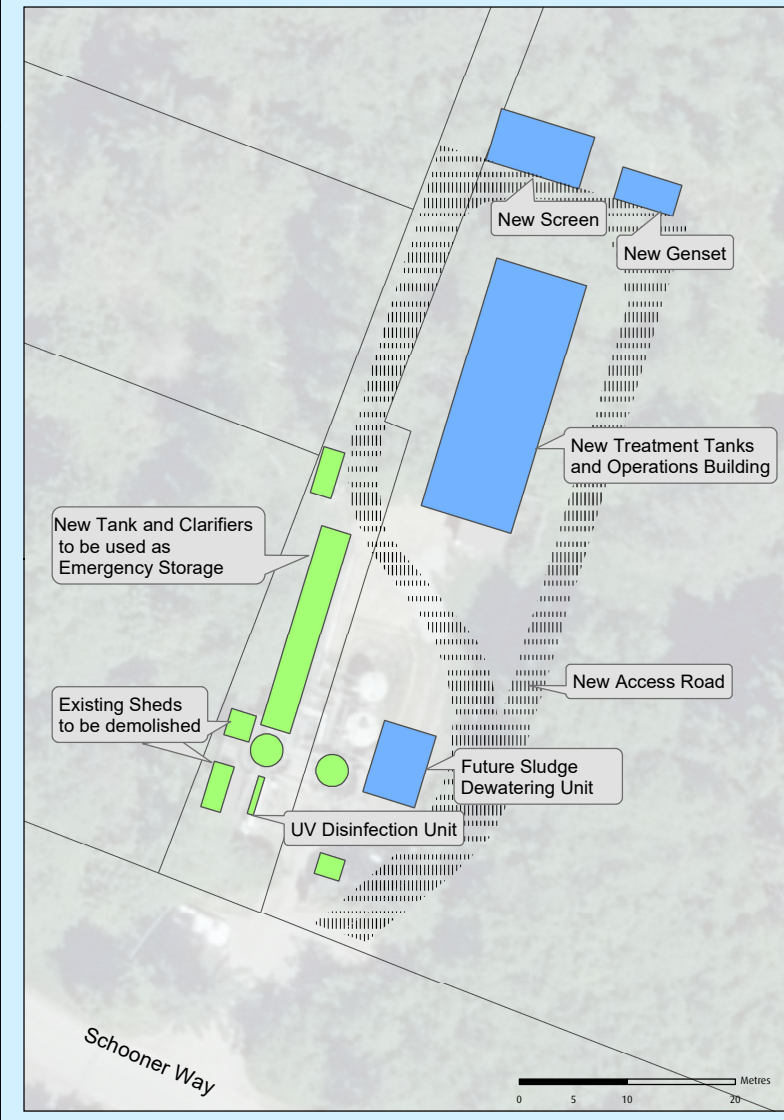 New Screen
New Genset
New Treatment Tanks
and Operations Building
New Tank and Clarifiers
to be used as
Emergency Storage
New Access Road
Existing Sheds
to be demolished
Future Sludge
Dewatering Unit
UV Disinfection Unit
Schooner Way
Metres
0 5 10 20